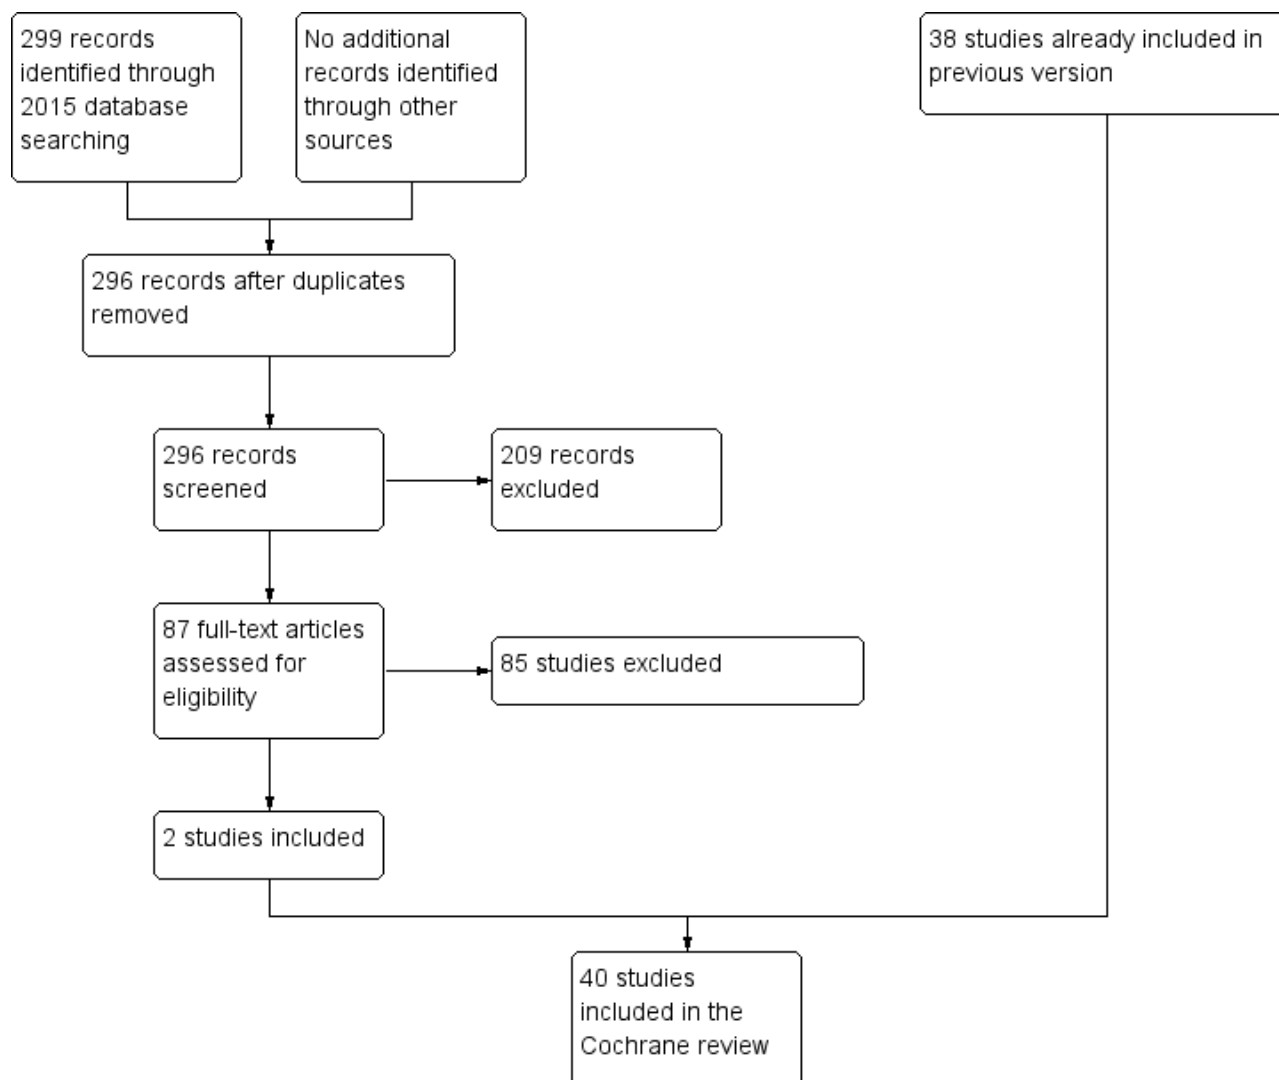 299 records
identified through
2015 database
searching
No additional
records identified
through other
sources
38 studies already included in
previous version
296 records after duplicates
removed
296 records
screened
209 records
excluded
87 full-text articles
assessed for
eligibility
85 studies excluded
2 studies included
40 studies
included in the
Cochrane review